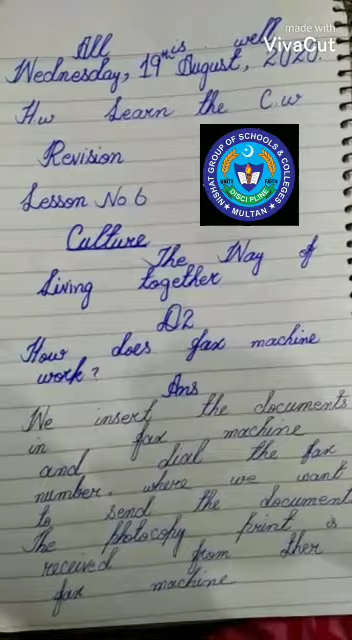 made with
VivaCut
All is well
Wednesday, 19th August, 2020.
H.w Learn the C.w
Revision
NISHAT GROUP OF SCHOOLS & COLLEGES
UNITY FAITH
DISCIPLINE
MULTAN
Lesson No 6
Culture The Way of
Living together
Q2
How does fax machine
work?
Ans
We insert the documents
in fax machine
and dial the fax
number, where we want
to send the document
The photocopy print is
received from other
fax machine